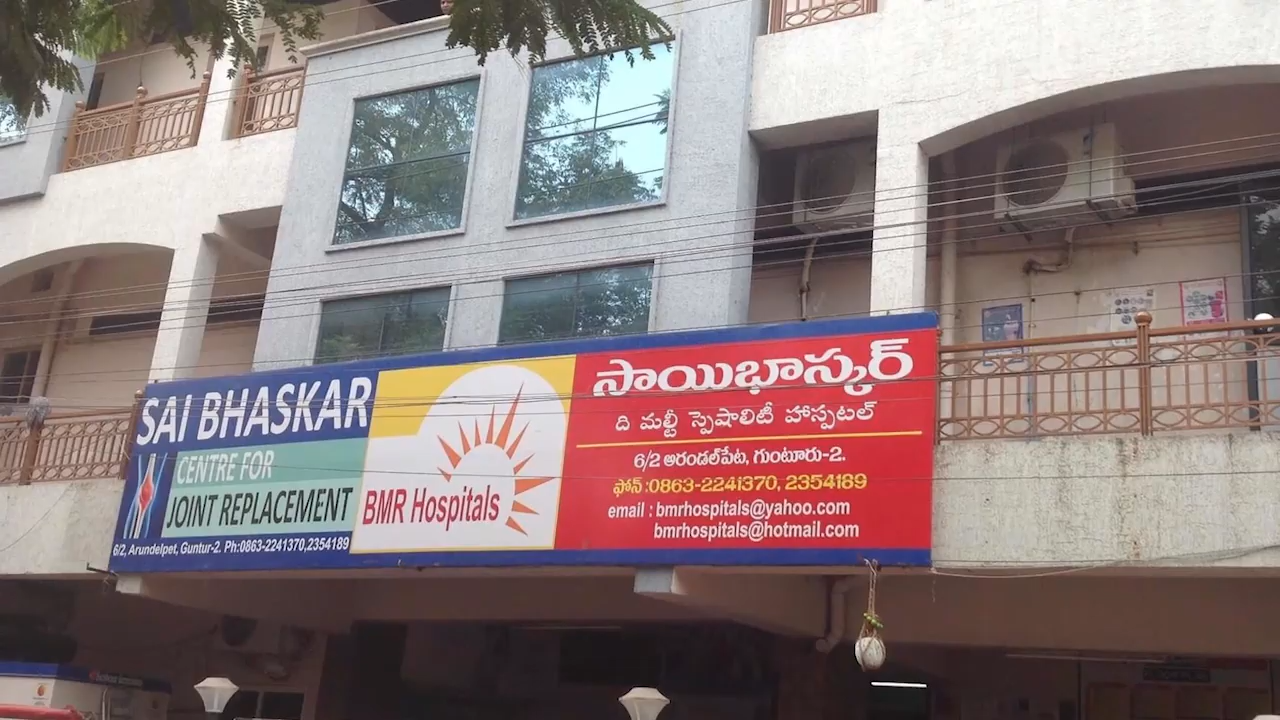 SAI BHASKAR
CENTRE FOR
JOINT REPLACEMENT
6/2, Arundelpet, Guntur-2. Ph:0863-2241370,2354189
BMR Hospitals
సాయిభాస్కర్
ది మల్టీ స్పెషాలిటీ హాస్పటల్
6/2 అరండల్‌పేట, గుంటూరు-2.
ఫోన్ :0863-2241370, 2354189
email : bmrhospitals@yahoo.com
bmrhospitals@hotmail.com